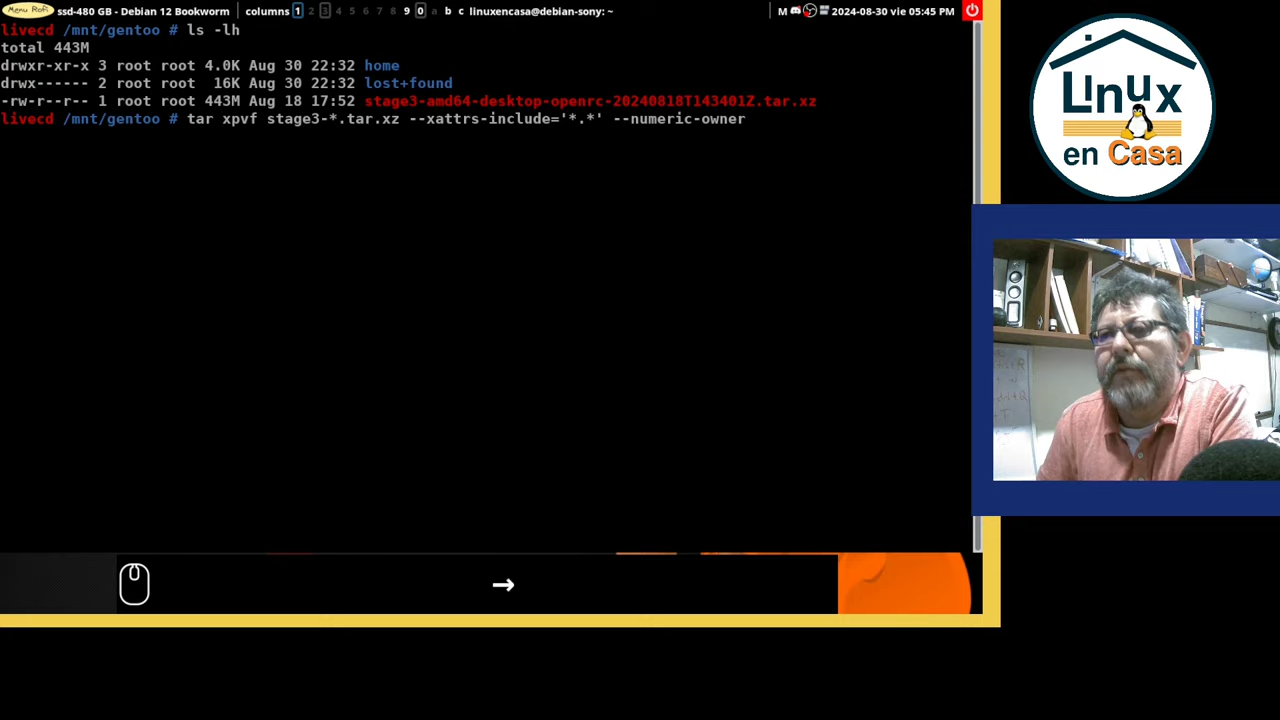 Menu Rofi ssd-480 GB - Debian 12 Bookworm columns 1 2 3 4 5 6 7 8 9 0 a b c linuxencasa@debian-sony: ~ M 2024-08-30 vie 05:45 PM
livecd /mnt/gentoo # ls -lh
total 443M
drwxr-xr-x 3 root root 4.0K Aug 30 22:32 home
drwx------ 2 root root 16K Aug 30 22:32 lost+found
-rw-r--r-- 1 root root 443M Aug 18 17:52 stage3-amd64-desktop-openrc-20240818T143401Z.tar.xz
livecd /mnt/gentoo # tar xpvf stage3-*.tar.xz --xattrs-include='*.*' --numeric-owner
→
Linux
en Casa